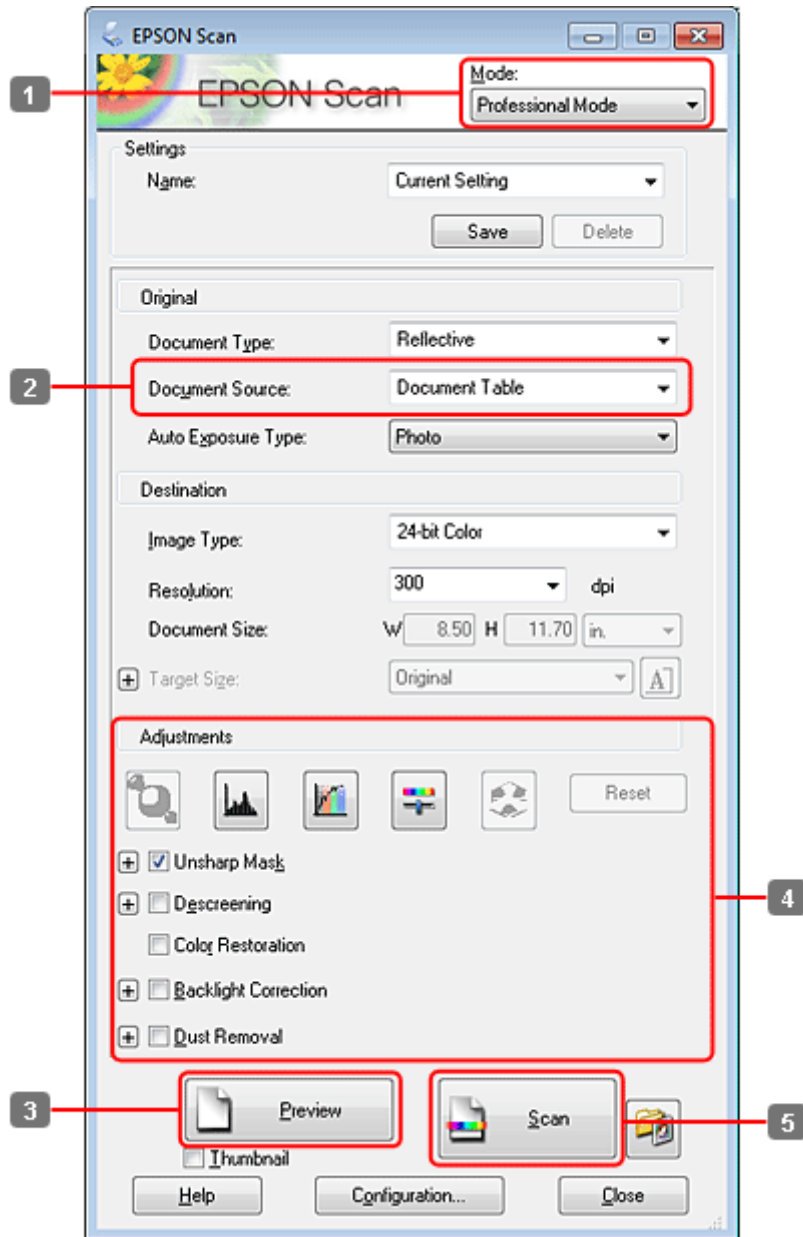 EPSON Scan
EPSON Scan
Mode:
1
Professional Mode
Settings
Name:
Current Setting
Save
Delete
Original
Document Type:
Reflective
2
Document Source:
Document Table
Auto Exposure Type:
Photo
Destination
Image Type:
24-bit Color
Resolution:
300
dpi
Document Size:
W 8.50 H 11.70 in.
Target Size:
Original
A
Adjustments
Reset
Unsharp Mask
4
Descreening
Color Restoration
Backlight Correction
Dust Removal
3
Preview
Scan
5
Thumbnail
Help
Configuration...
Close